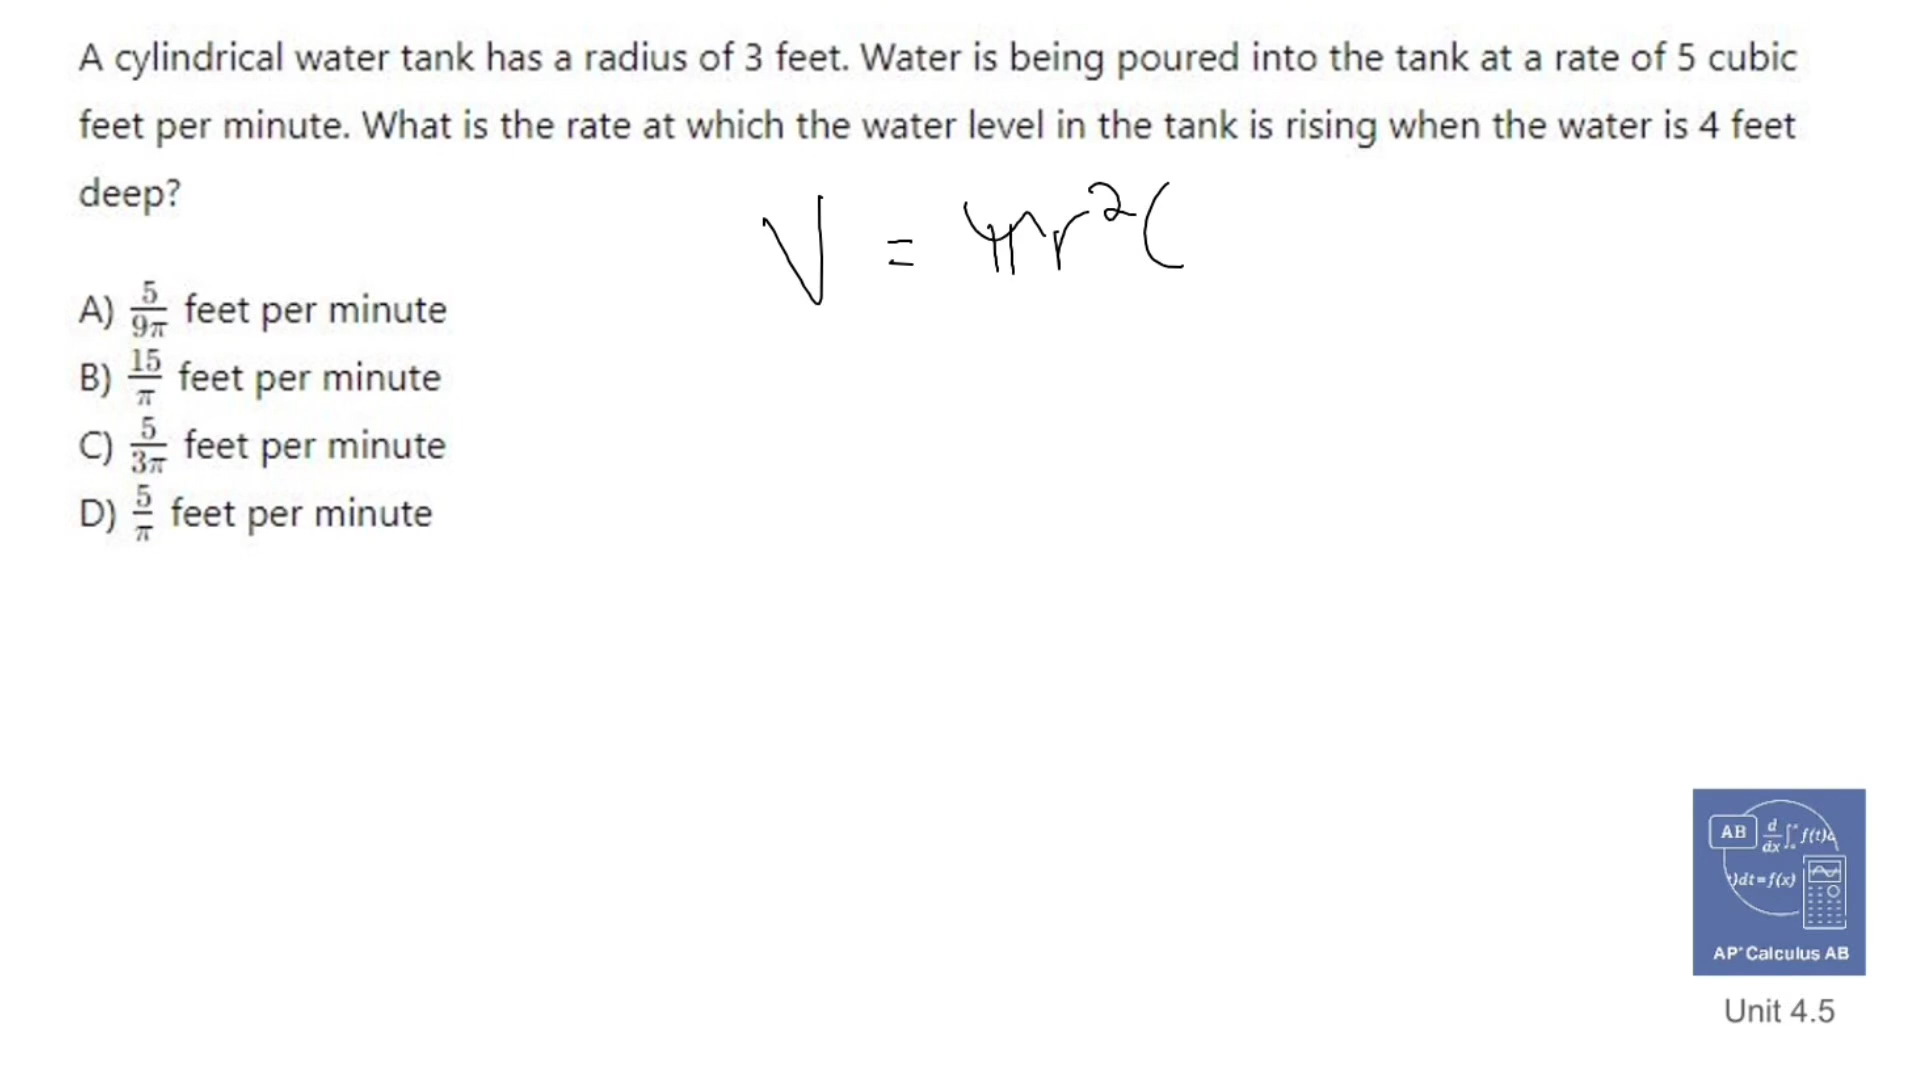 A cylindrical water tank has a radius of 3 feet. Water is being poured into the tank at a rate of 5 cubic
feet per minute. What is the rate at which the water level in the tank is rising when the water is 4 feet
deep?
V = πr²(
A) 5/9π feet per minute
B) 15/π feet per minute
C) 5/3π feet per minute
D) 5/π feet per minute
AB d/dx ∫ f(t)d
t)dt=f(x)
AP* Calculus AB
Unit 4.5